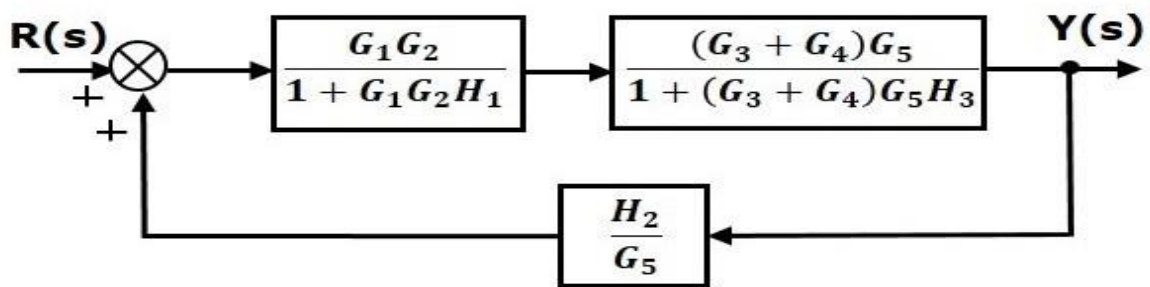 R(s)
+
+
G₁G₂
1 + G₁G₂H₁
(G₃ + G₄)G₅
1 + (G₃ + G₄)G₅H₃
Y(s)
H₂
G₅